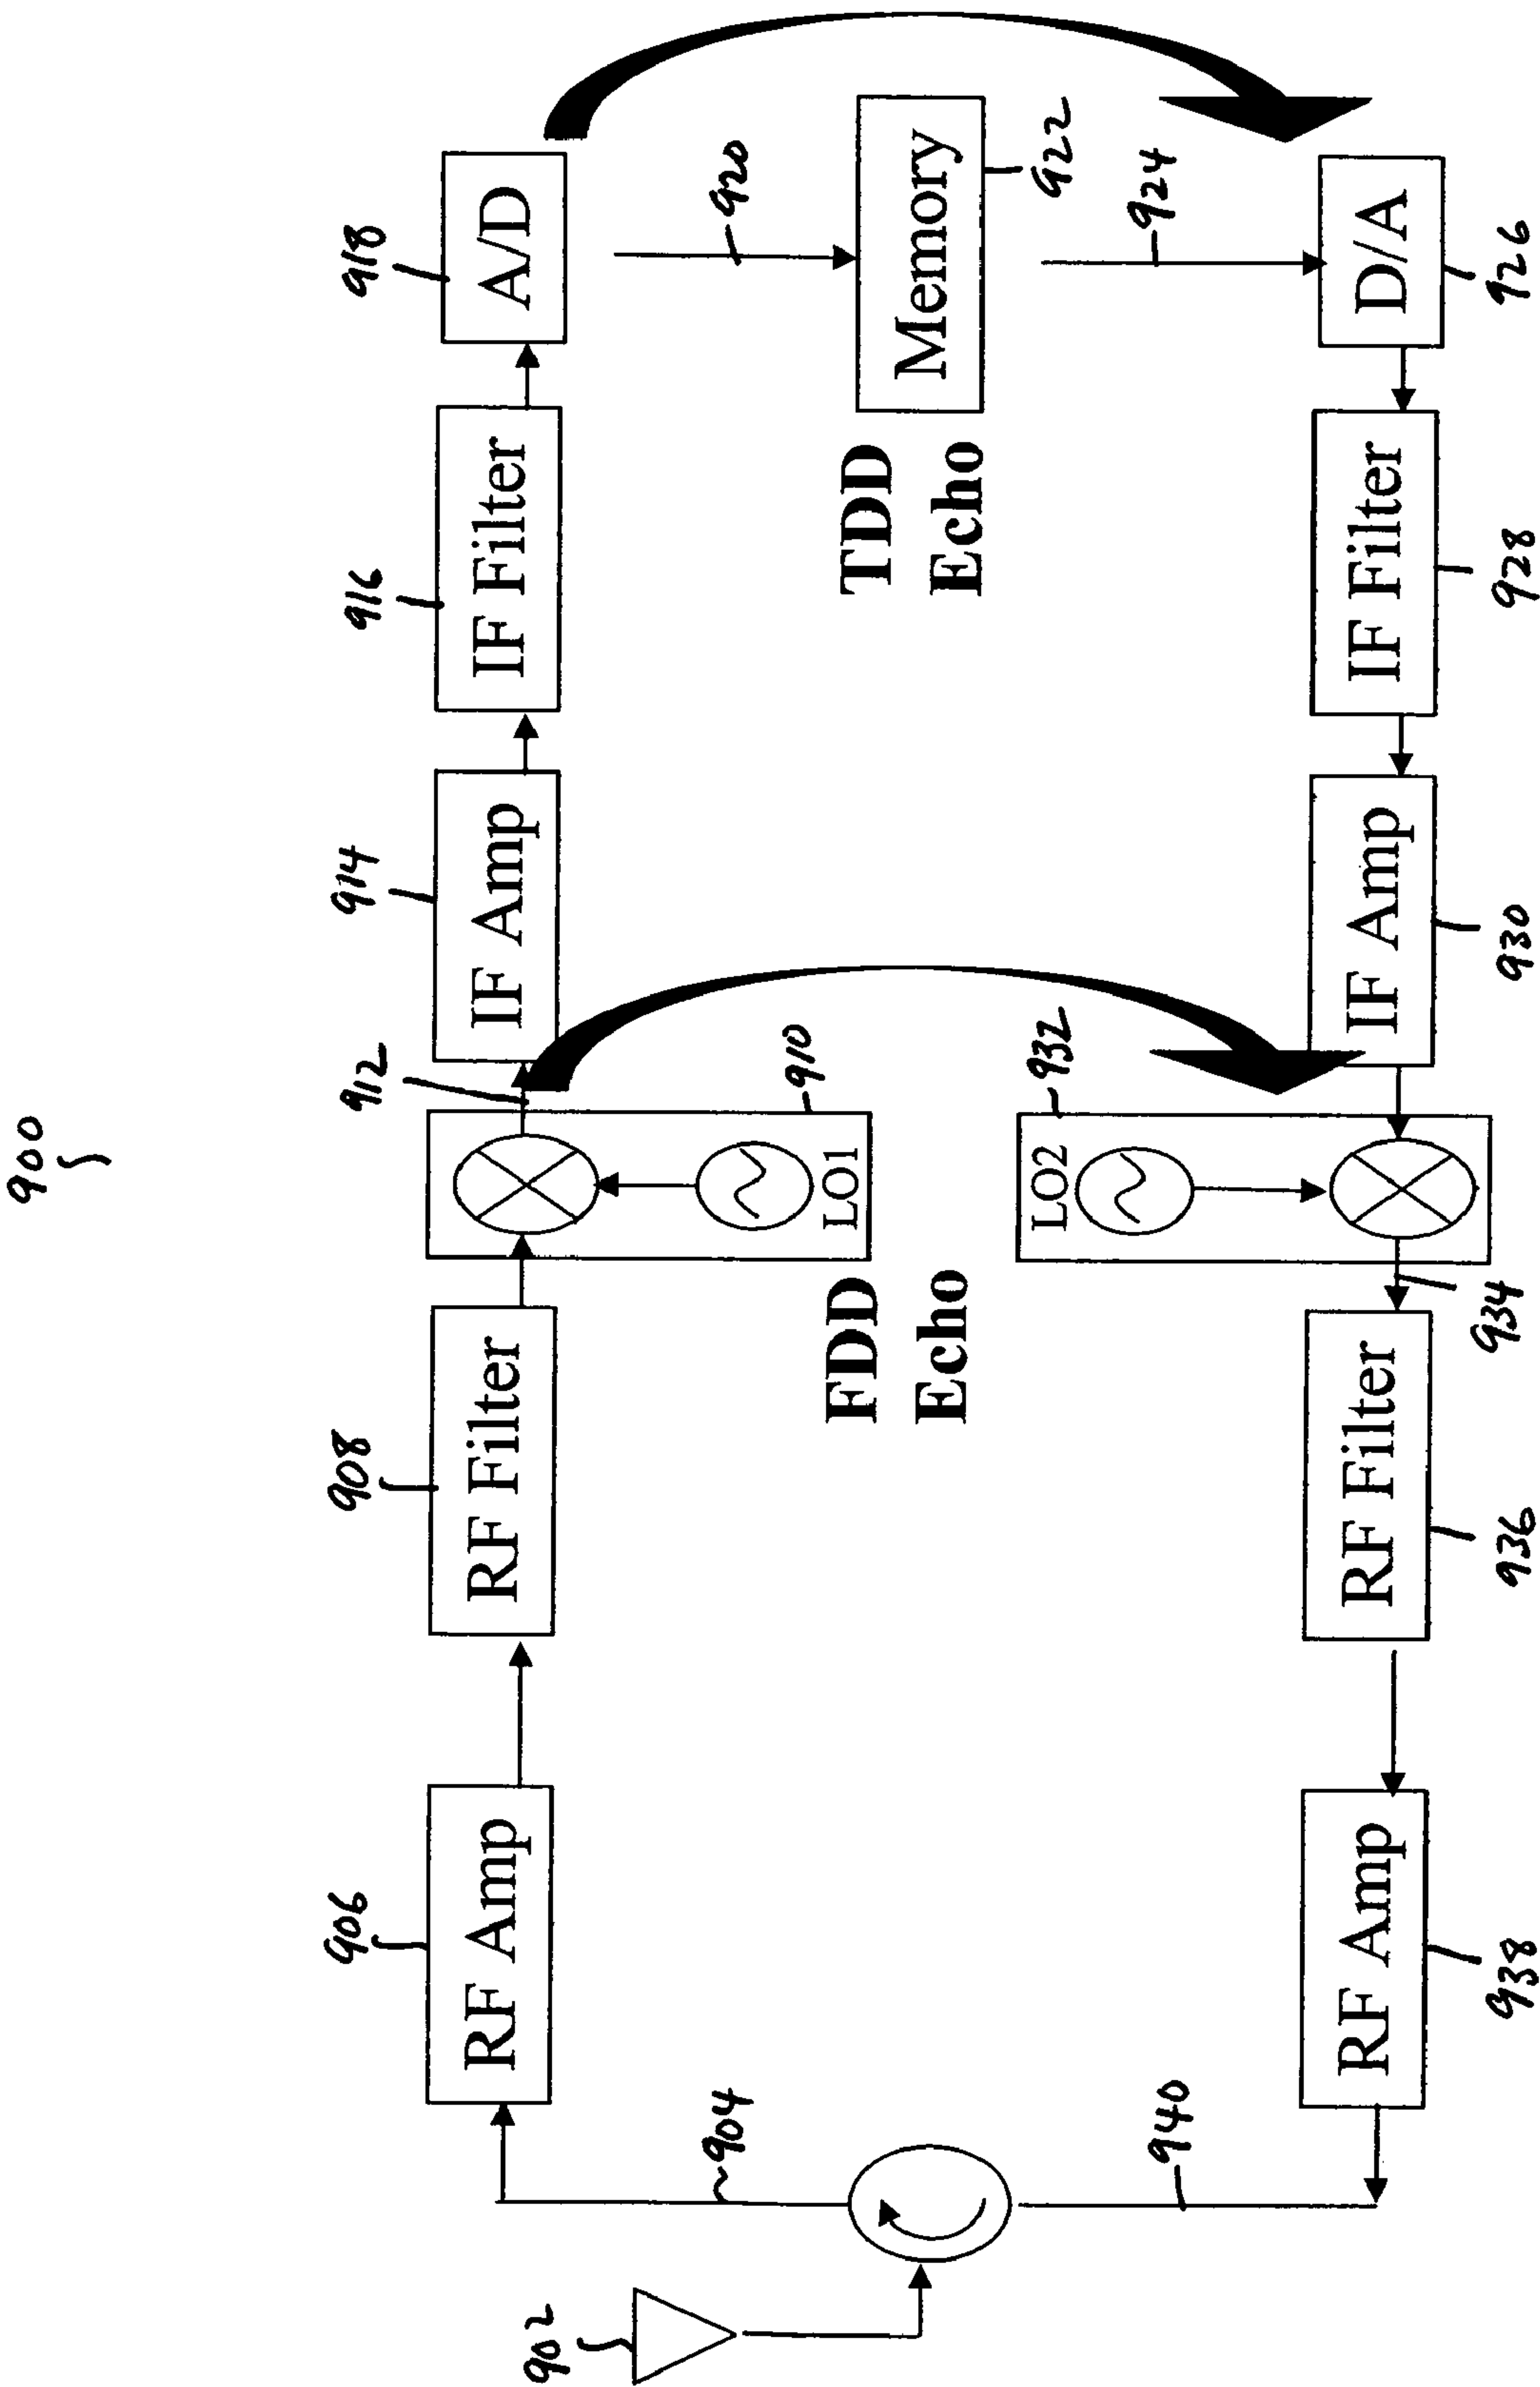 900
902
904
906
RF Amp
908
RF Filter
910
LO1
912
914
IF Amp
916
IF Filter
918
A/D
920
TDD
Echo
Memory
922
924
D/A
926
IF Filter
928
IF Amp
930
LO2
932
934
FDD
Echo
RF Filter
936
RF Amp
938
940